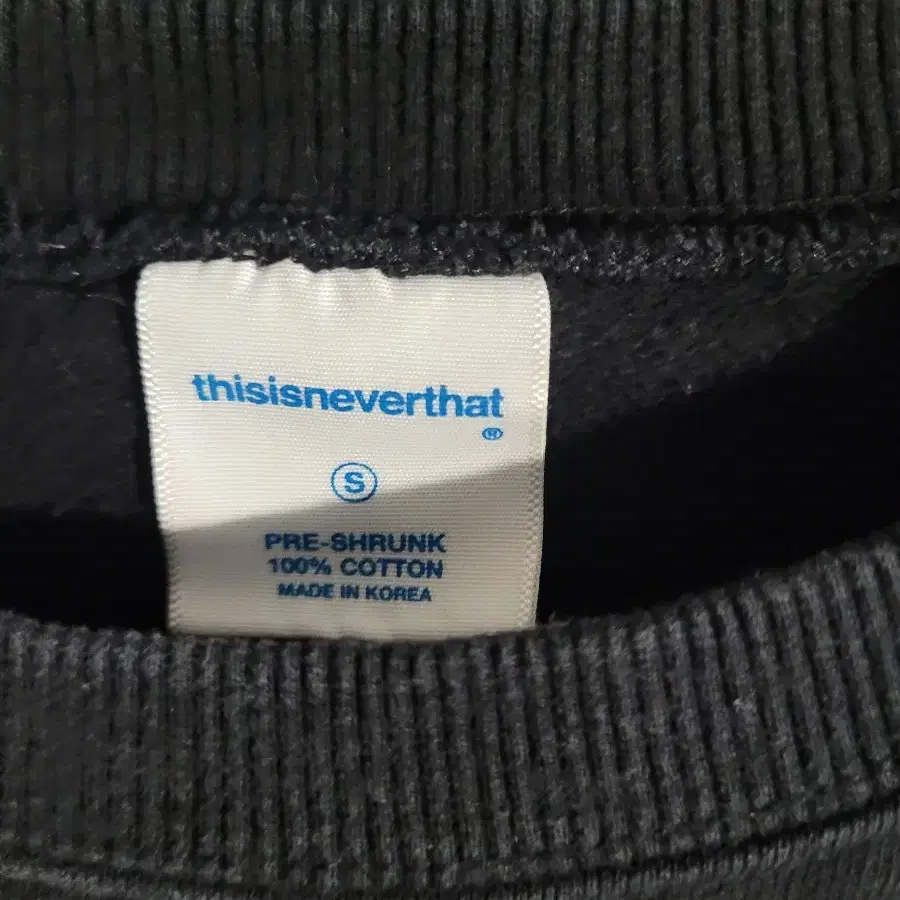 thisisneverthat
®
S
PRE-SHRUNK
100% COTTON
MADE IN KOREA